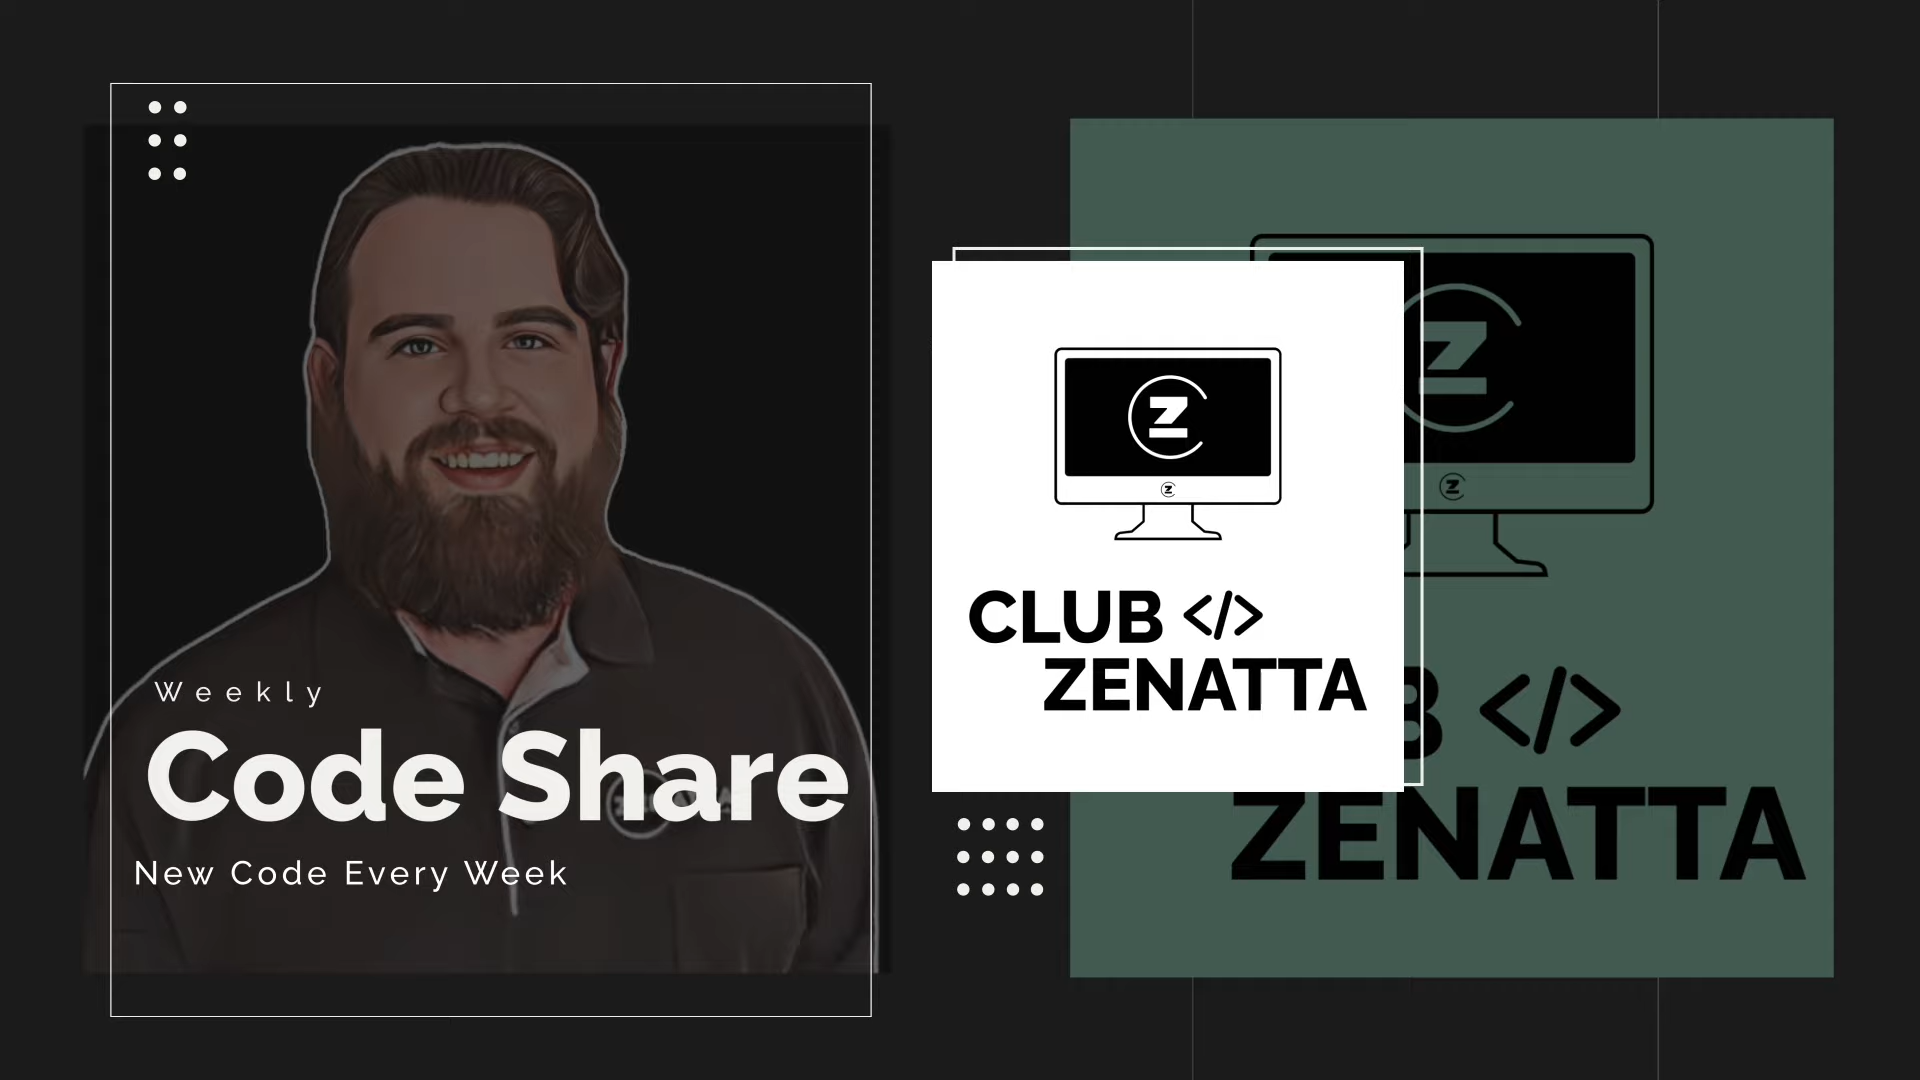 Weekly
Code Share
New Code Every Week
Z
Z
CLUB </>
ZENATTA
Z
Z
B </>
ZENATTA